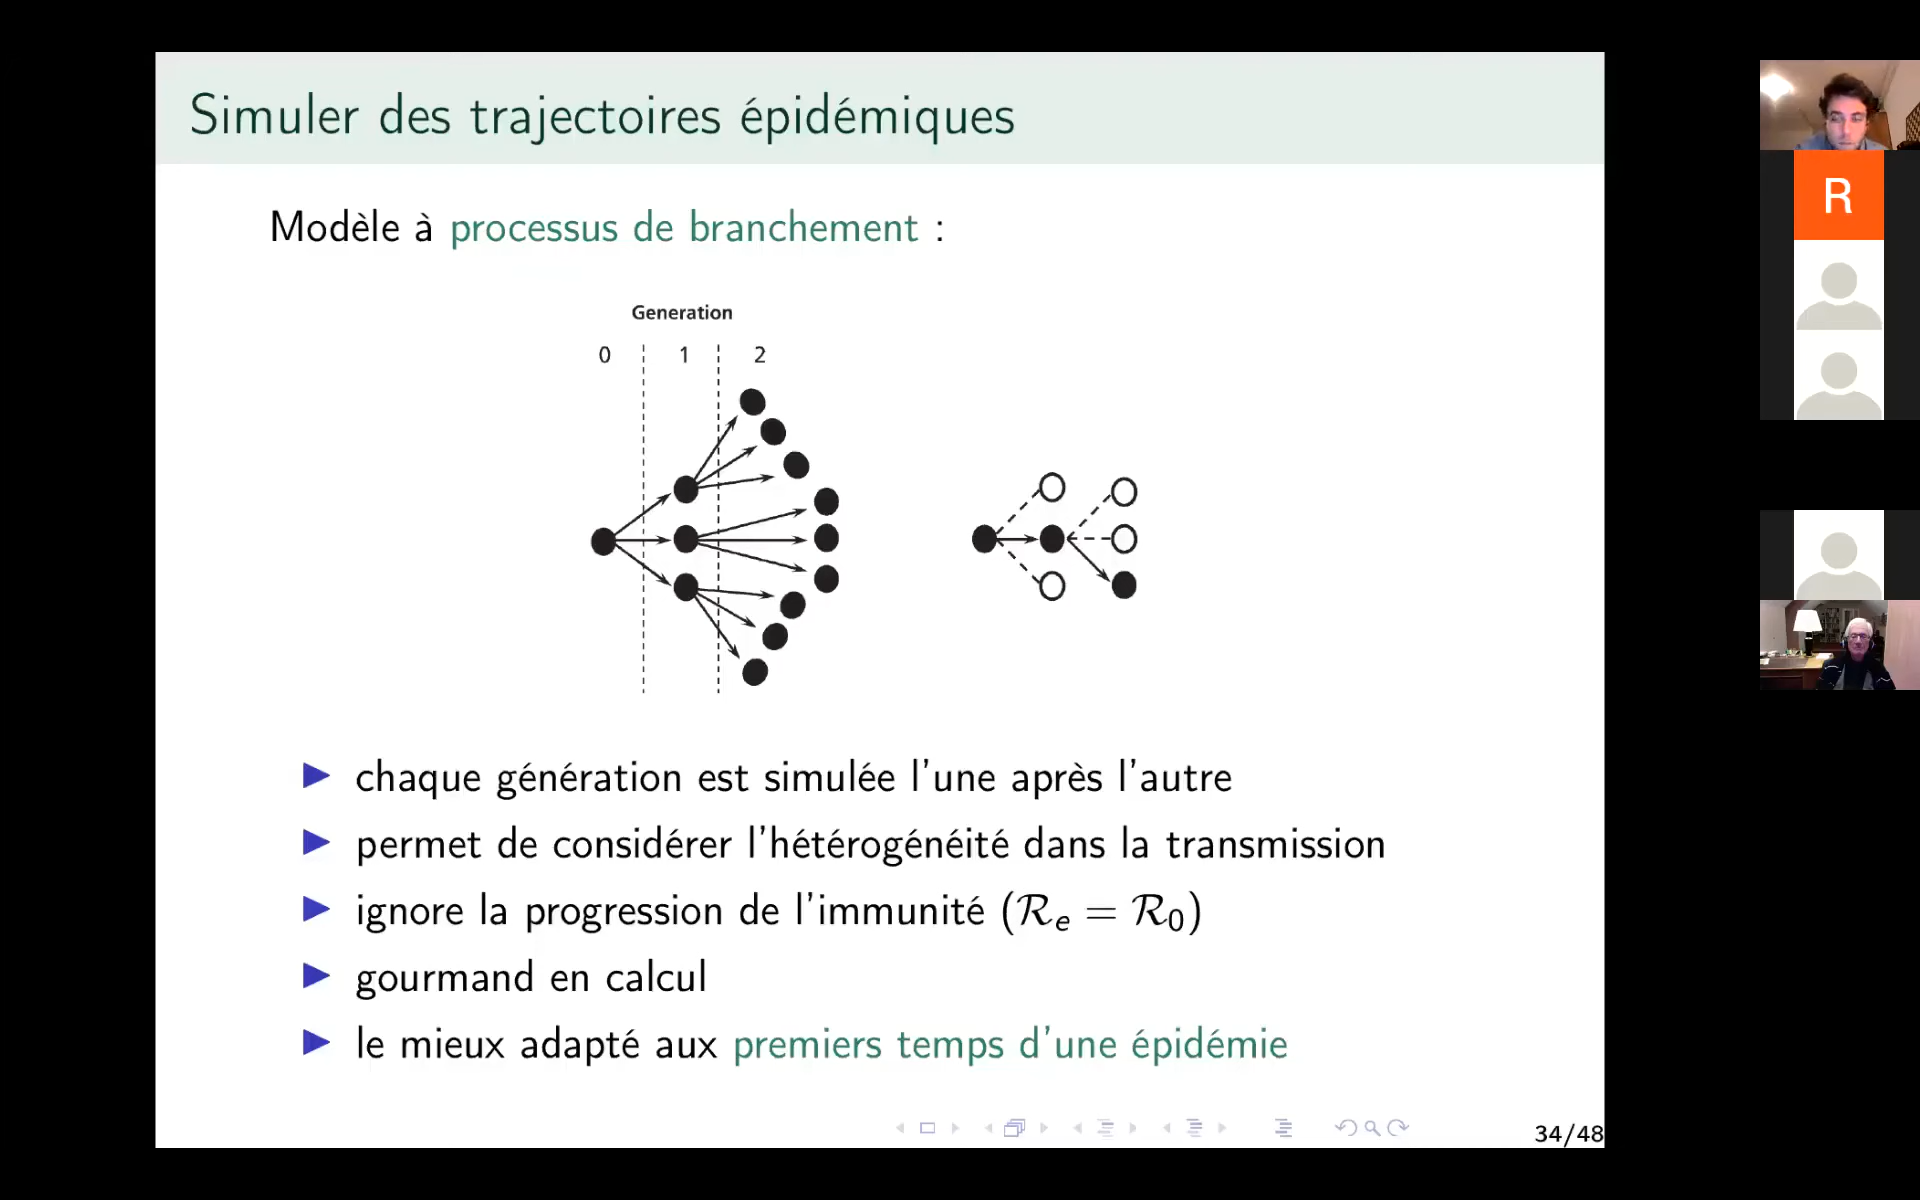 Simuler des trajectoires épidémiques
Modèle à processus de branchement :
Generation
0 1 2
▶ chaque génération est simulée l'une après l'autre
▶ permet de considérer l'hétérogénéité dans la transmission
▶ ignore la progression de l'immunité (ℛₑ = ℛ₀)
▶ gourmand en calcul
▶ le mieux adapté aux premiers temps d'une épidémie
34/48
R